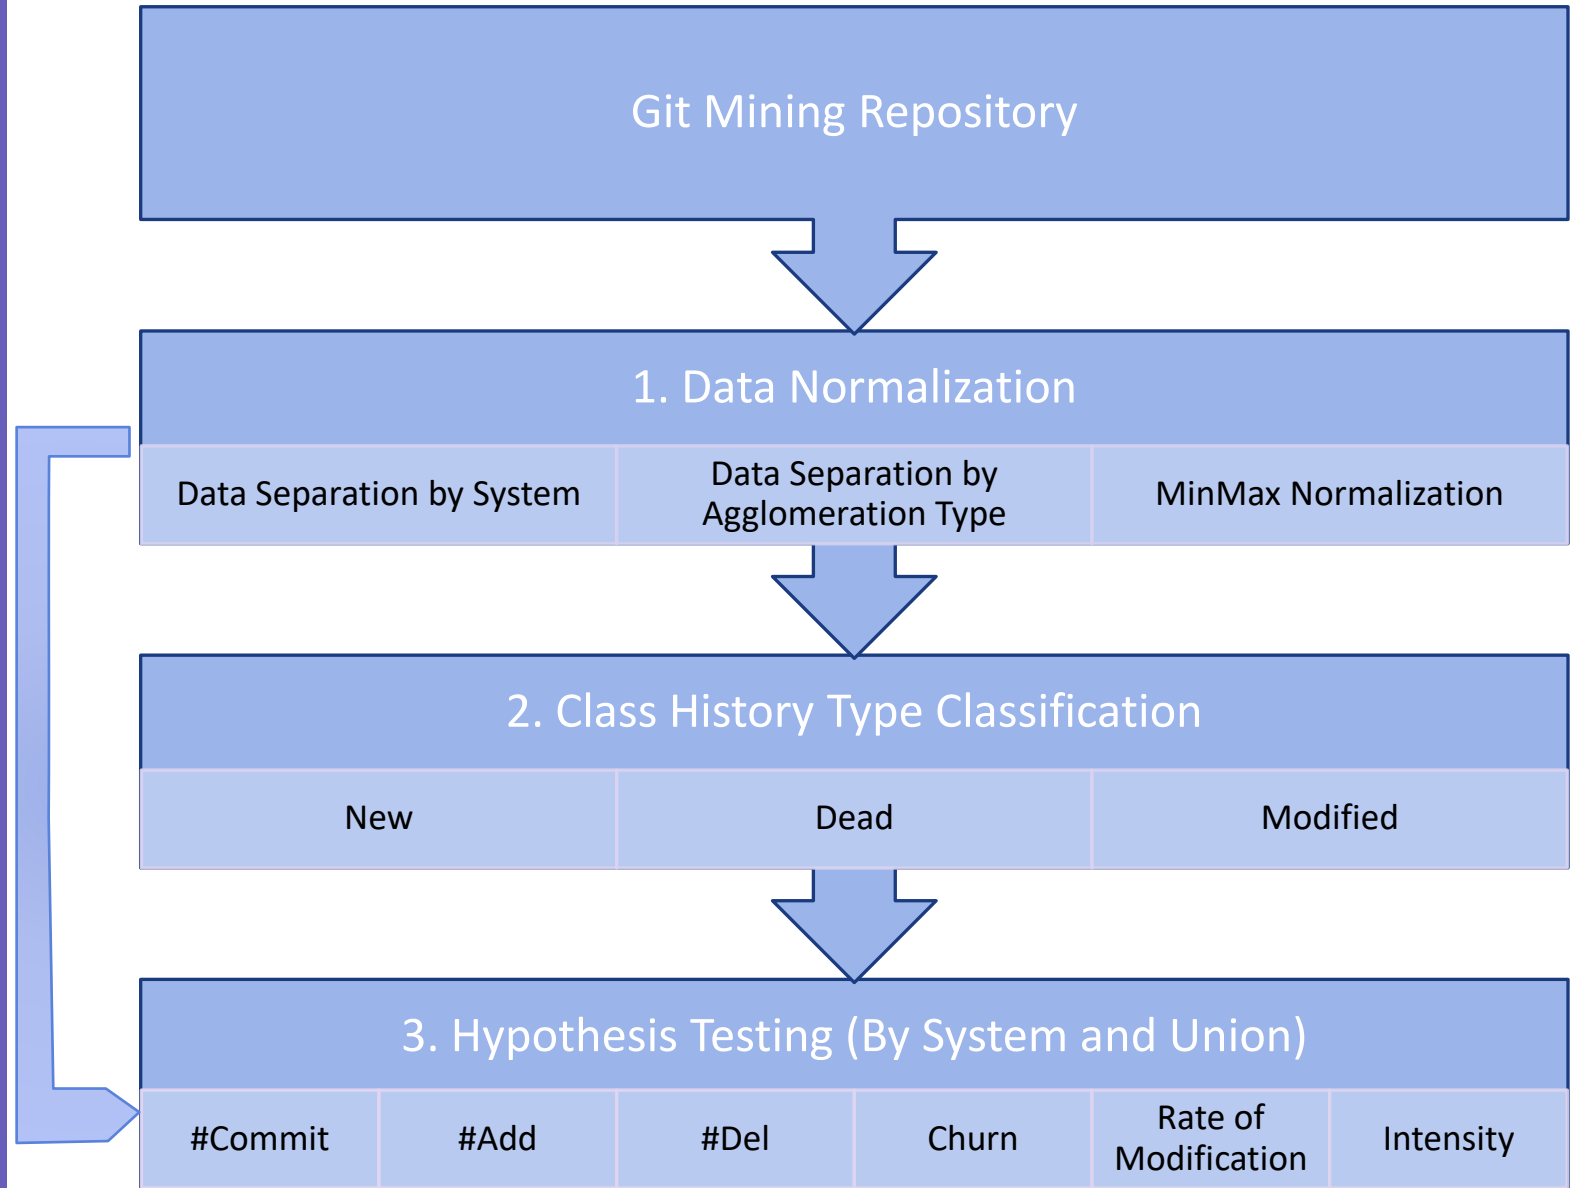 Git Mining Repository
1. Data Normalization
Data Separation by System
Data Separation by
Agglomeration Type
MinMax Normalization
2. Class History Type Classification
New
Dead
Modified
3. Hypothesis Testing (By System and Union)
#Commit
#Add
#Del
Churn
Rate of
Modification
Intensity